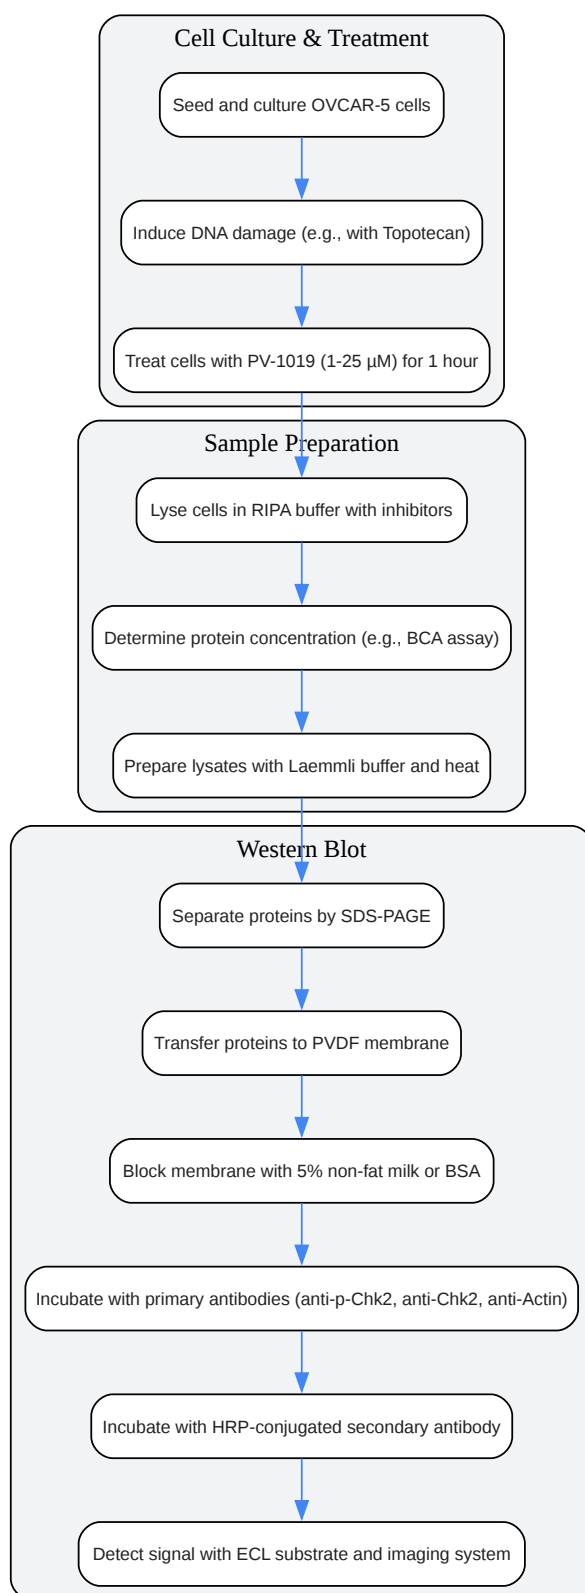 Cell Culture & Treatment
Seed and culture OVCAR-5 cells
Induce DNA damage (e.g., with Topotecan)
Treat cells with PV-1019 (1-25 µM) for 1 hour
Sample Preparation
Lyse cells in RIPA buffer with inhibitors
Determine protein concentration (e.g., BCA assay)
Prepare lysates with Laemmli buffer and heat
Western Blot
Separate proteins by SDS-PAGE
Transfer proteins to PVDF membrane
Block membrane with 5% non-fat milk or BSA
Incubate with primary antibodies (anti-p-Chk2, anti-Chk2, anti-Actin)
Incubate with HRP-conjugated secondary antibody
Detect signal with ECL substrate and imaging system